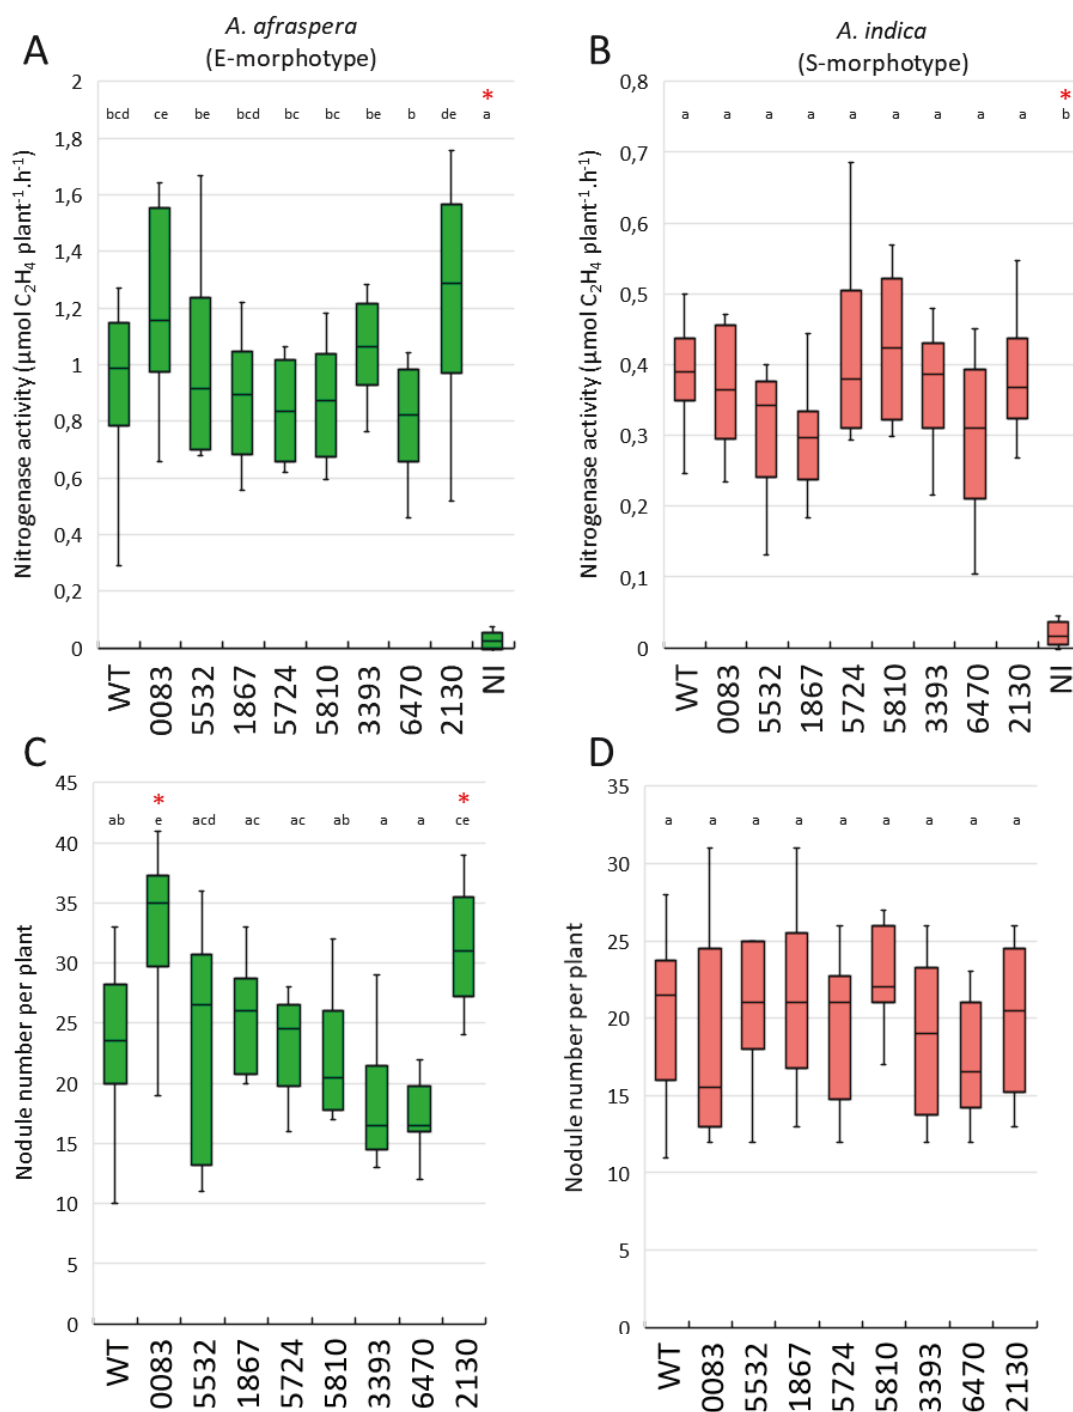 A
A. afraspera
(E-morphotype)
Nitrogenase activity (µmol C₂H₄ plant⁻¹.h⁻¹)
2
1,8
1,6
1,4
1,2
1
0,8
0,6
0,4
0,2
0
*
bcd ce be bcd bc bc be b de a
WT 0083 5532 1867 5724 5810 3393 6470 2130 NI
B
A. indica
(S-morphotype)
Nitrogenase activity (µmol C₂H₄ plant⁻¹.h⁻¹)
0,8
0,7
0,6
0,5
0,4
0,3
0,2
0,1
0
*
a a a a a a a a a b
WT 0083 5532 1867 5724 5810 3393 6470 2130 NI
C
Nodule number per plant
45
40
35
30
25
20
15
10
5
0
* *
ab e acd ac ac ab a a ce
WT 0083 5532 1867 5724 5810 3393 6470 2130
D
Nodule number per plant
35
30
25
20
15
10
5
0
a a a a a a a a a
WT 0083 5532 1867 5724 5810 3393 6470 2130